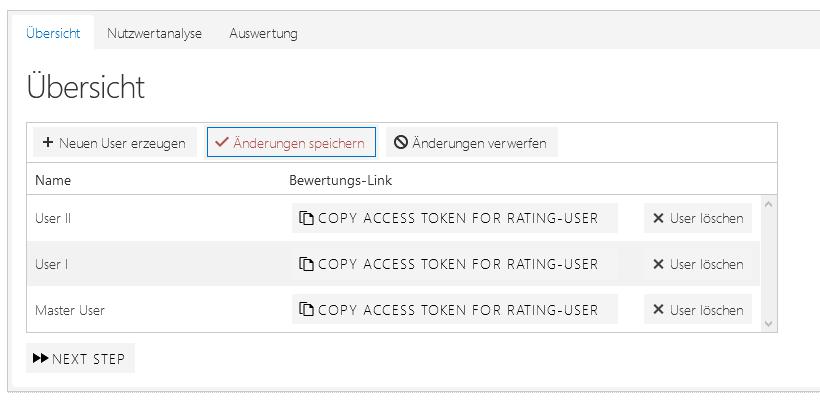 Übersicht Nutzwertanalyse Auswertung
Übersicht
Neuen User erzeugen Änderungen speichern Änderungen verwerfen
Name Bewertungs-Link
User II COPY ACCESS TOKEN FOR RATING-USER User löschen
User I COPY ACCESS TOKEN FOR RATING-USER User löschen
Master User COPY ACCESS TOKEN FOR RATING-USER User löschen
NEXT STEP